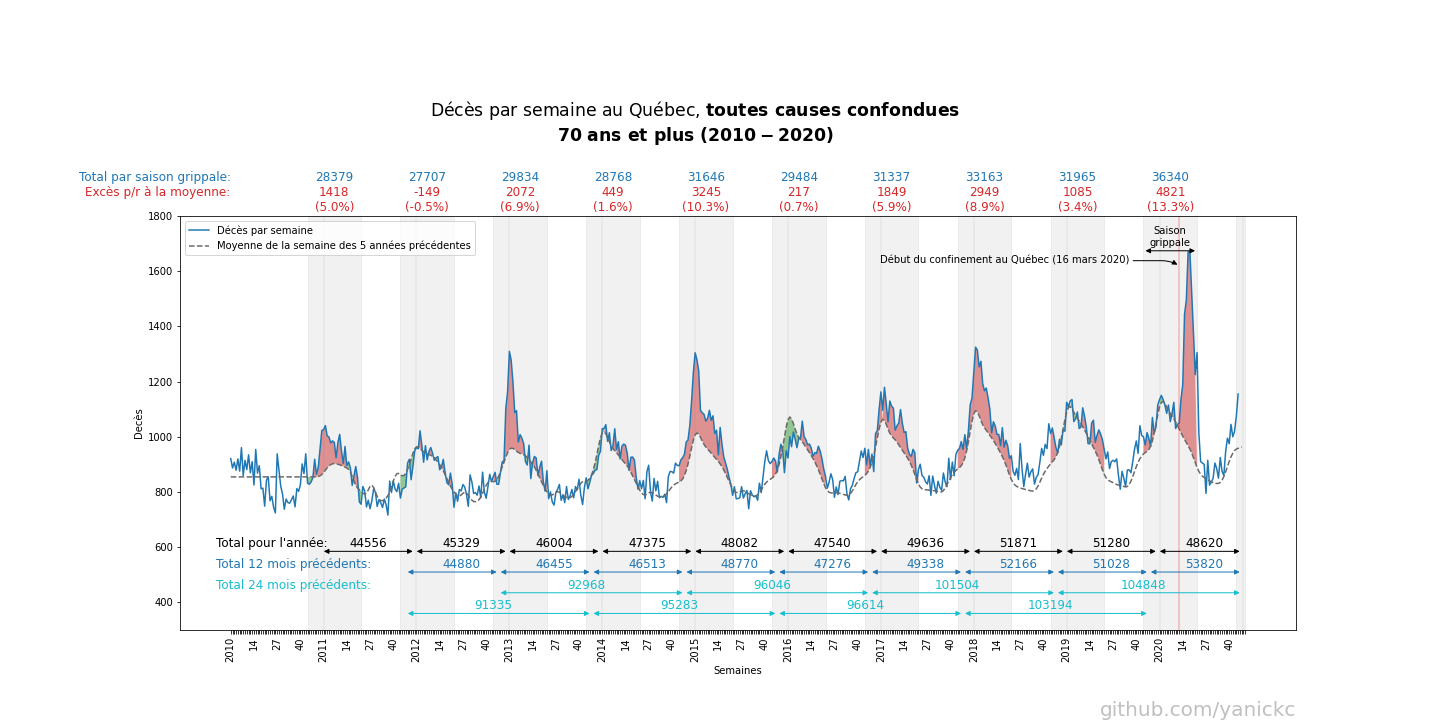 Décès par semaine au Québec, toutes causes confondues
70 ans et plus (2010 – 2020)
Total par saison grippale: 28379 27707 29834 28768 31646 29484 31337 33163 31965 36340
Excès p/r à la moyenne: 1418 -149 2072 449 3245 217 1849 2949 1085 4821
(5.0%) (-0.5%) (6.9%) (1.6%) (10.3%) (0.7%) (5.9%) (8.9%) (3.4%) (13.3%)
1800
Décès par semaine
Moyenne de la semaine des 5 années précédentes
Saison
grippale
Début du confinement au Québec (16 mars 2020)
1600
1400
1200
Decès
1000
800
600
400
Total pour l'année: 44556 45329 46004 47375 48082 47540 49636 51871 51280 48620
Total 12 mois précédents: 44880 46455 46513 48770 47276 49338 52166 51028 53820
Total 24 mois précédents: 92968 96046 101504 104848
91335 95283 96614 103194
2010 14 27 40 2011 14 27 40 2012 14 27 40 2013 14 27 40 2014 14 27 40 2015 14 27 40 2016 14 27 40 2017 14 27 40 2018 14 27 40 2019 14 27 40 2020 14 27 40
Semaines
github.com/yanickc